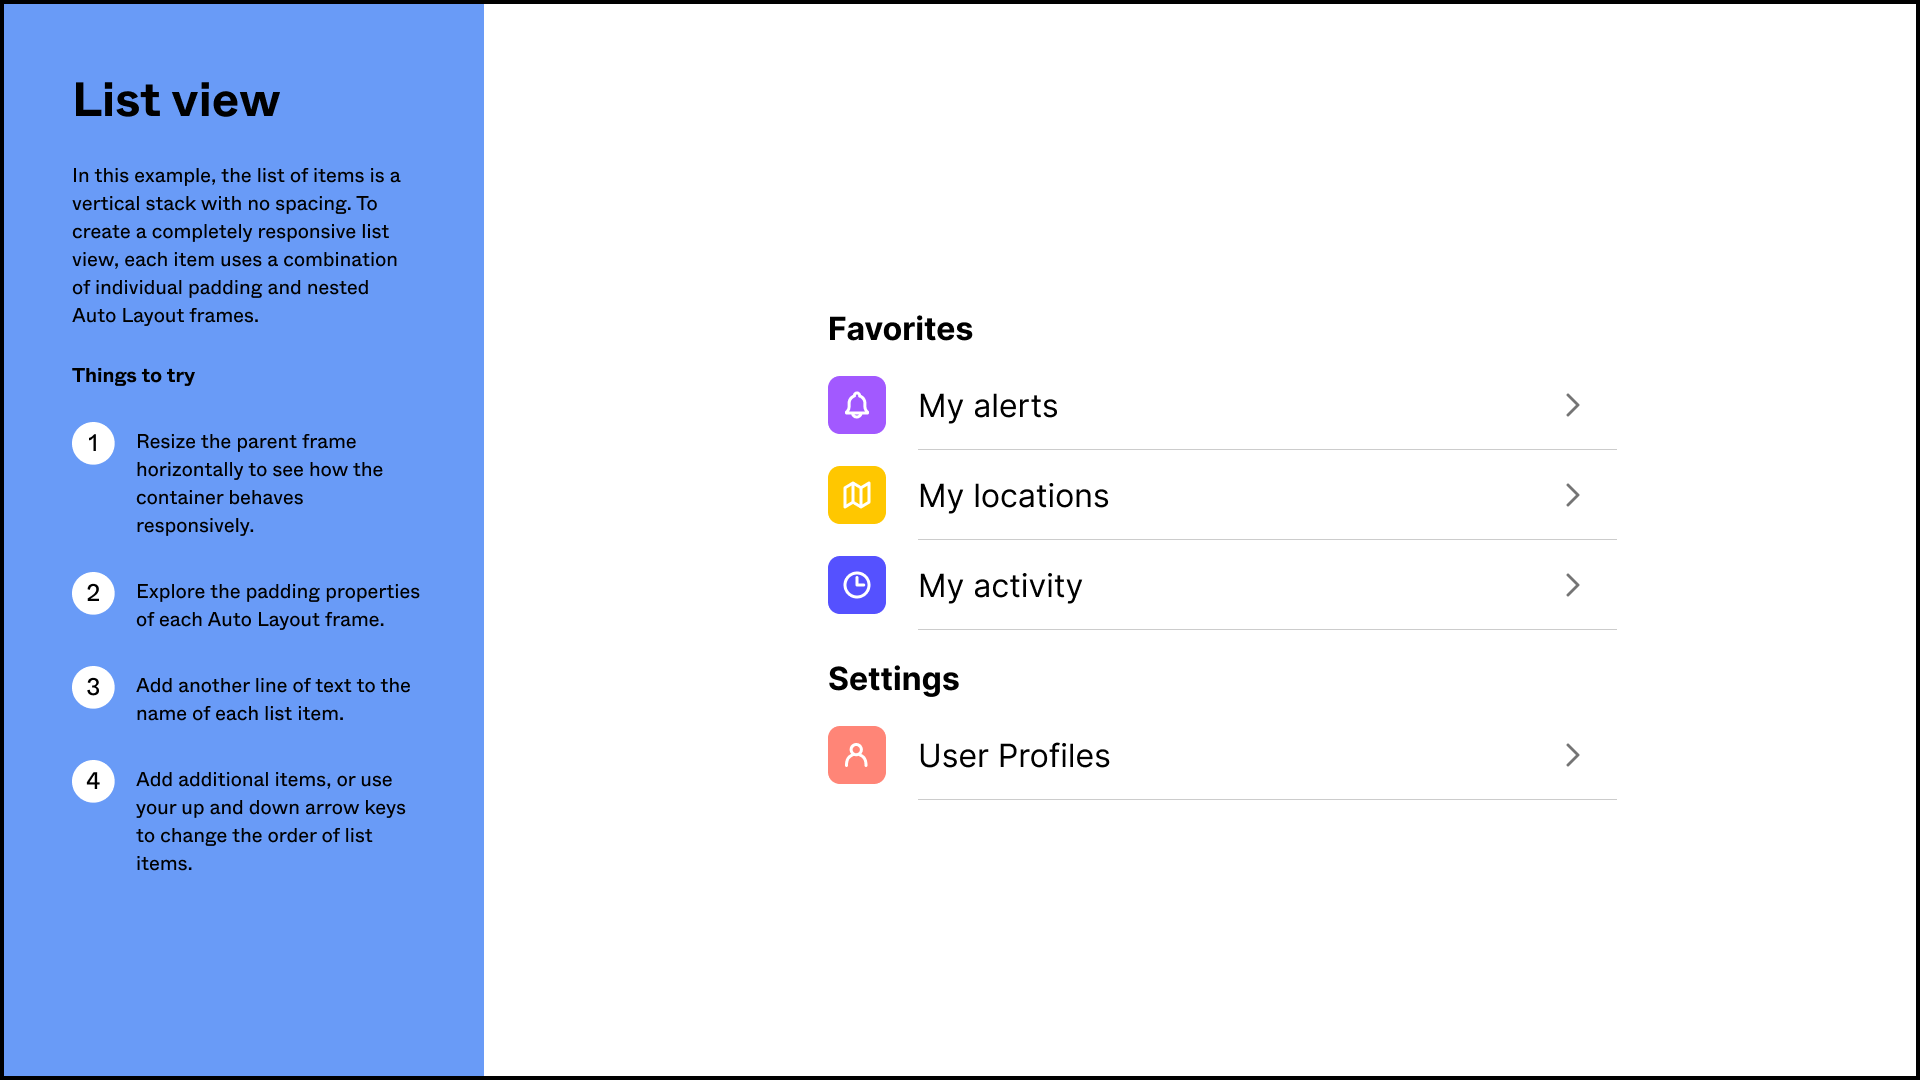 List view
In this example, the list of items is a
vertical stack with no spacing. To
create a completely responsive list
view, each item uses a combination
of individual padding and nested
Auto Layout frames.
Things to try
1
Resize the parent frame
horizontally to see how the
container behaves
responsively.
2
Explore the padding properties
of each Auto Layout frame.
3
Add another line of text to the
name of each list item.
4
Add additional items, or use
your up and down arrow keys
to change the order of list
items.
Favorites
My alerts
My locations
My activity
Settings
User Profiles